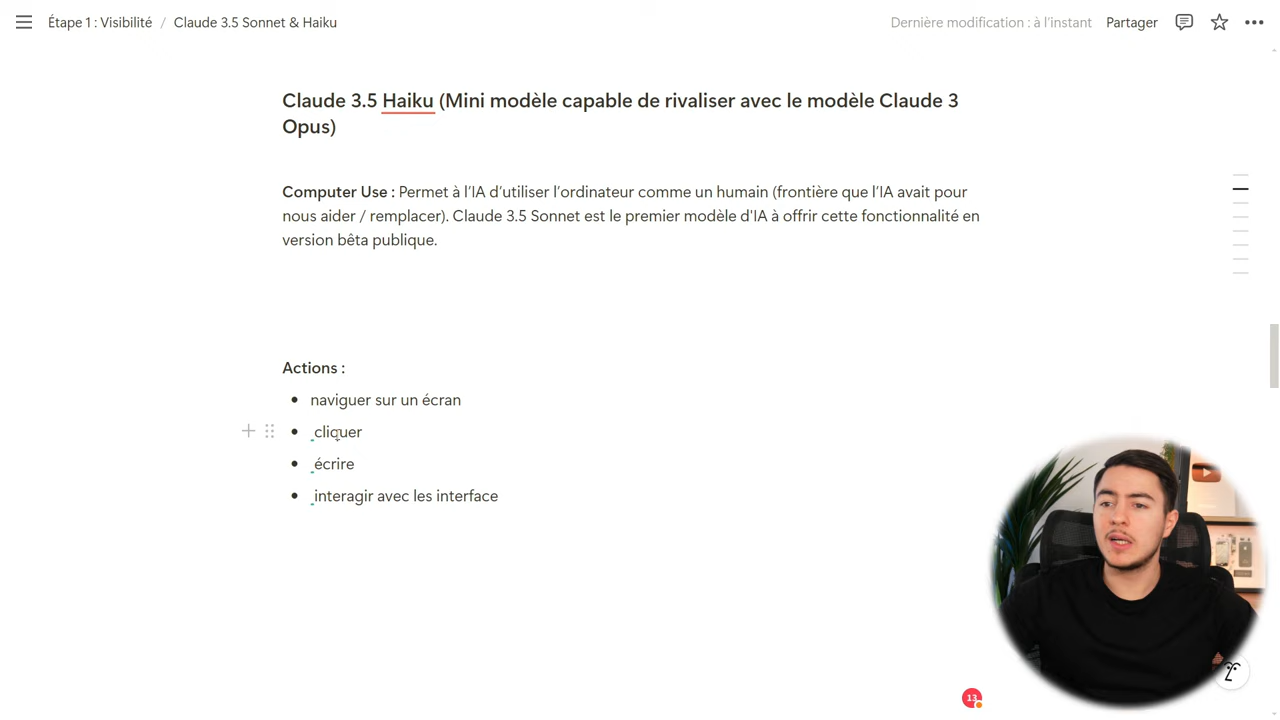 Étape 1 : Visibilité / Claude 3.5 Sonnet & Haiku
Dernière modification : à l'instant Partager
Claude 3.5 Haiku (Mini modèle capable de rivaliser avec le modèle Claude 3
Opus)
Computer Use : Permet à l'IA d'utiliser l'ordinateur comme un humain (frontière que l'IA avait pour
nous aider / remplacer). Claude 3.5 Sonnet est le premier modèle d'IA à offrir cette fonctionnalité en
version bêta publique.
Actions :
naviguer sur un écran
cliquer
écrire
interagir avec les interface
13